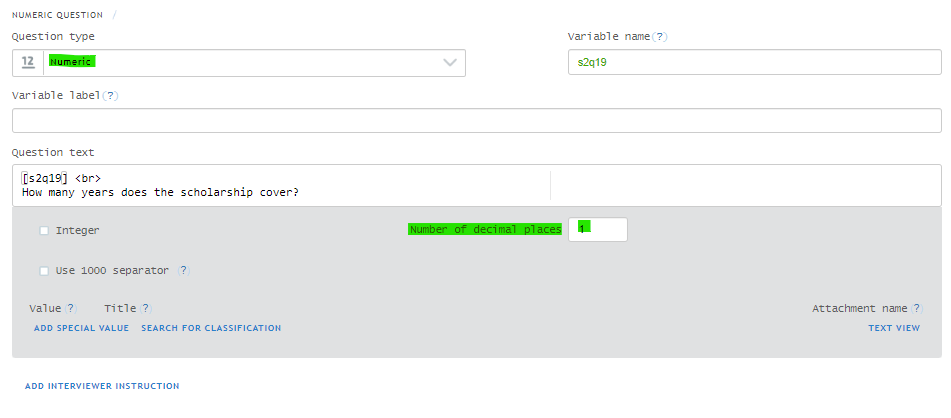 NUMERIC QUESTION /
Question type Variable name (?)
12 Numeric s2q19
Variable label (?)
Question text
[s2q19] <br>
How many years does the scholarship cover?
Integer Number of decimal places 1
Use 1000 separator ?
Value ? Title ? Attachment name ?
ADD SPECIAL VALUE SEARCH FOR CLASSIFICATION TEXT VIEW
ADD INTERVIEWER INSTRUCTION